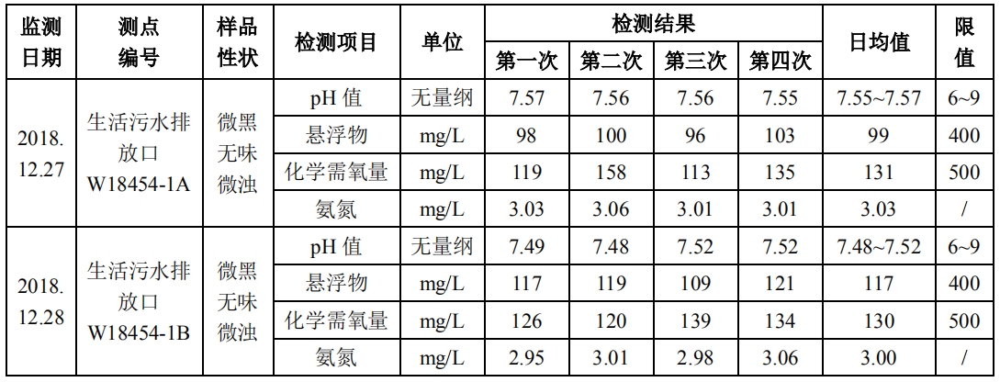 监测日期 测点编号 样品性状 检测项目 单位 检测结果 日均值 限值
第一次 第二次 第三次 第四次
2018.12.27 生活污水排放口 W18454-1A 微黑无味微浊 pH 值 无量纲 7.57 7.56 7.56 7.55 7.55~7.57 6~9
悬浮物 mg/L 98 100 96 103 99 400
化学需氧量 mg/L 119 158 113 135 131 500
氨氮 mg/L 3.03 3.06 3.01 3.01 3.03 /
2018.12.28 生活污水排放口 W18454-1B 微黑无味微浊 pH 值 无量纲 7.49 7.48 7.52 7.52 7.48~7.52 6~9
悬浮物 mg/L 117 119 109 121 117 400
化学需氧量 mg/L 126 120 139 134 130 500
氨氮 mg/L 2.95 3.01 2.98 3.06 3.00 /